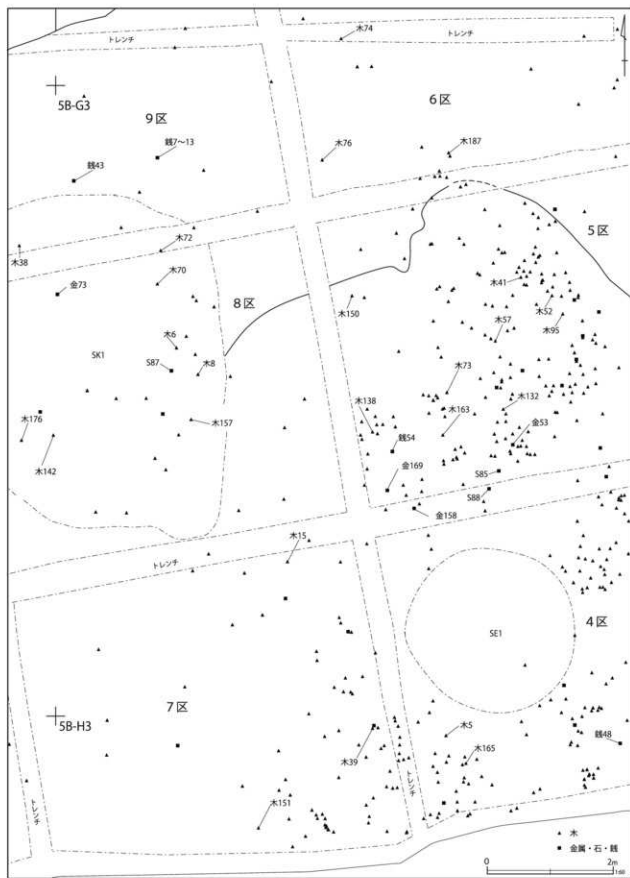 木74
トレンチ
トレンチ
5B-G3
9区
6区
銭7～13
木76
木187
銭43
5区
木72
木38
木70
木41
金73
8区
木52
木150
木95
木57
木6
SK1
S87
木8
木73
木132
木138
木157
木163
木176
銭54
金53
木142
金169
S85
S88
金158
木15
トレンチ
4区
SE1
7区
5B-H3
木5
銭48
木39
木165
トレンチ
トレンチ
木151
▲ 木
■ 金属・石・銭
0 2m
1:60